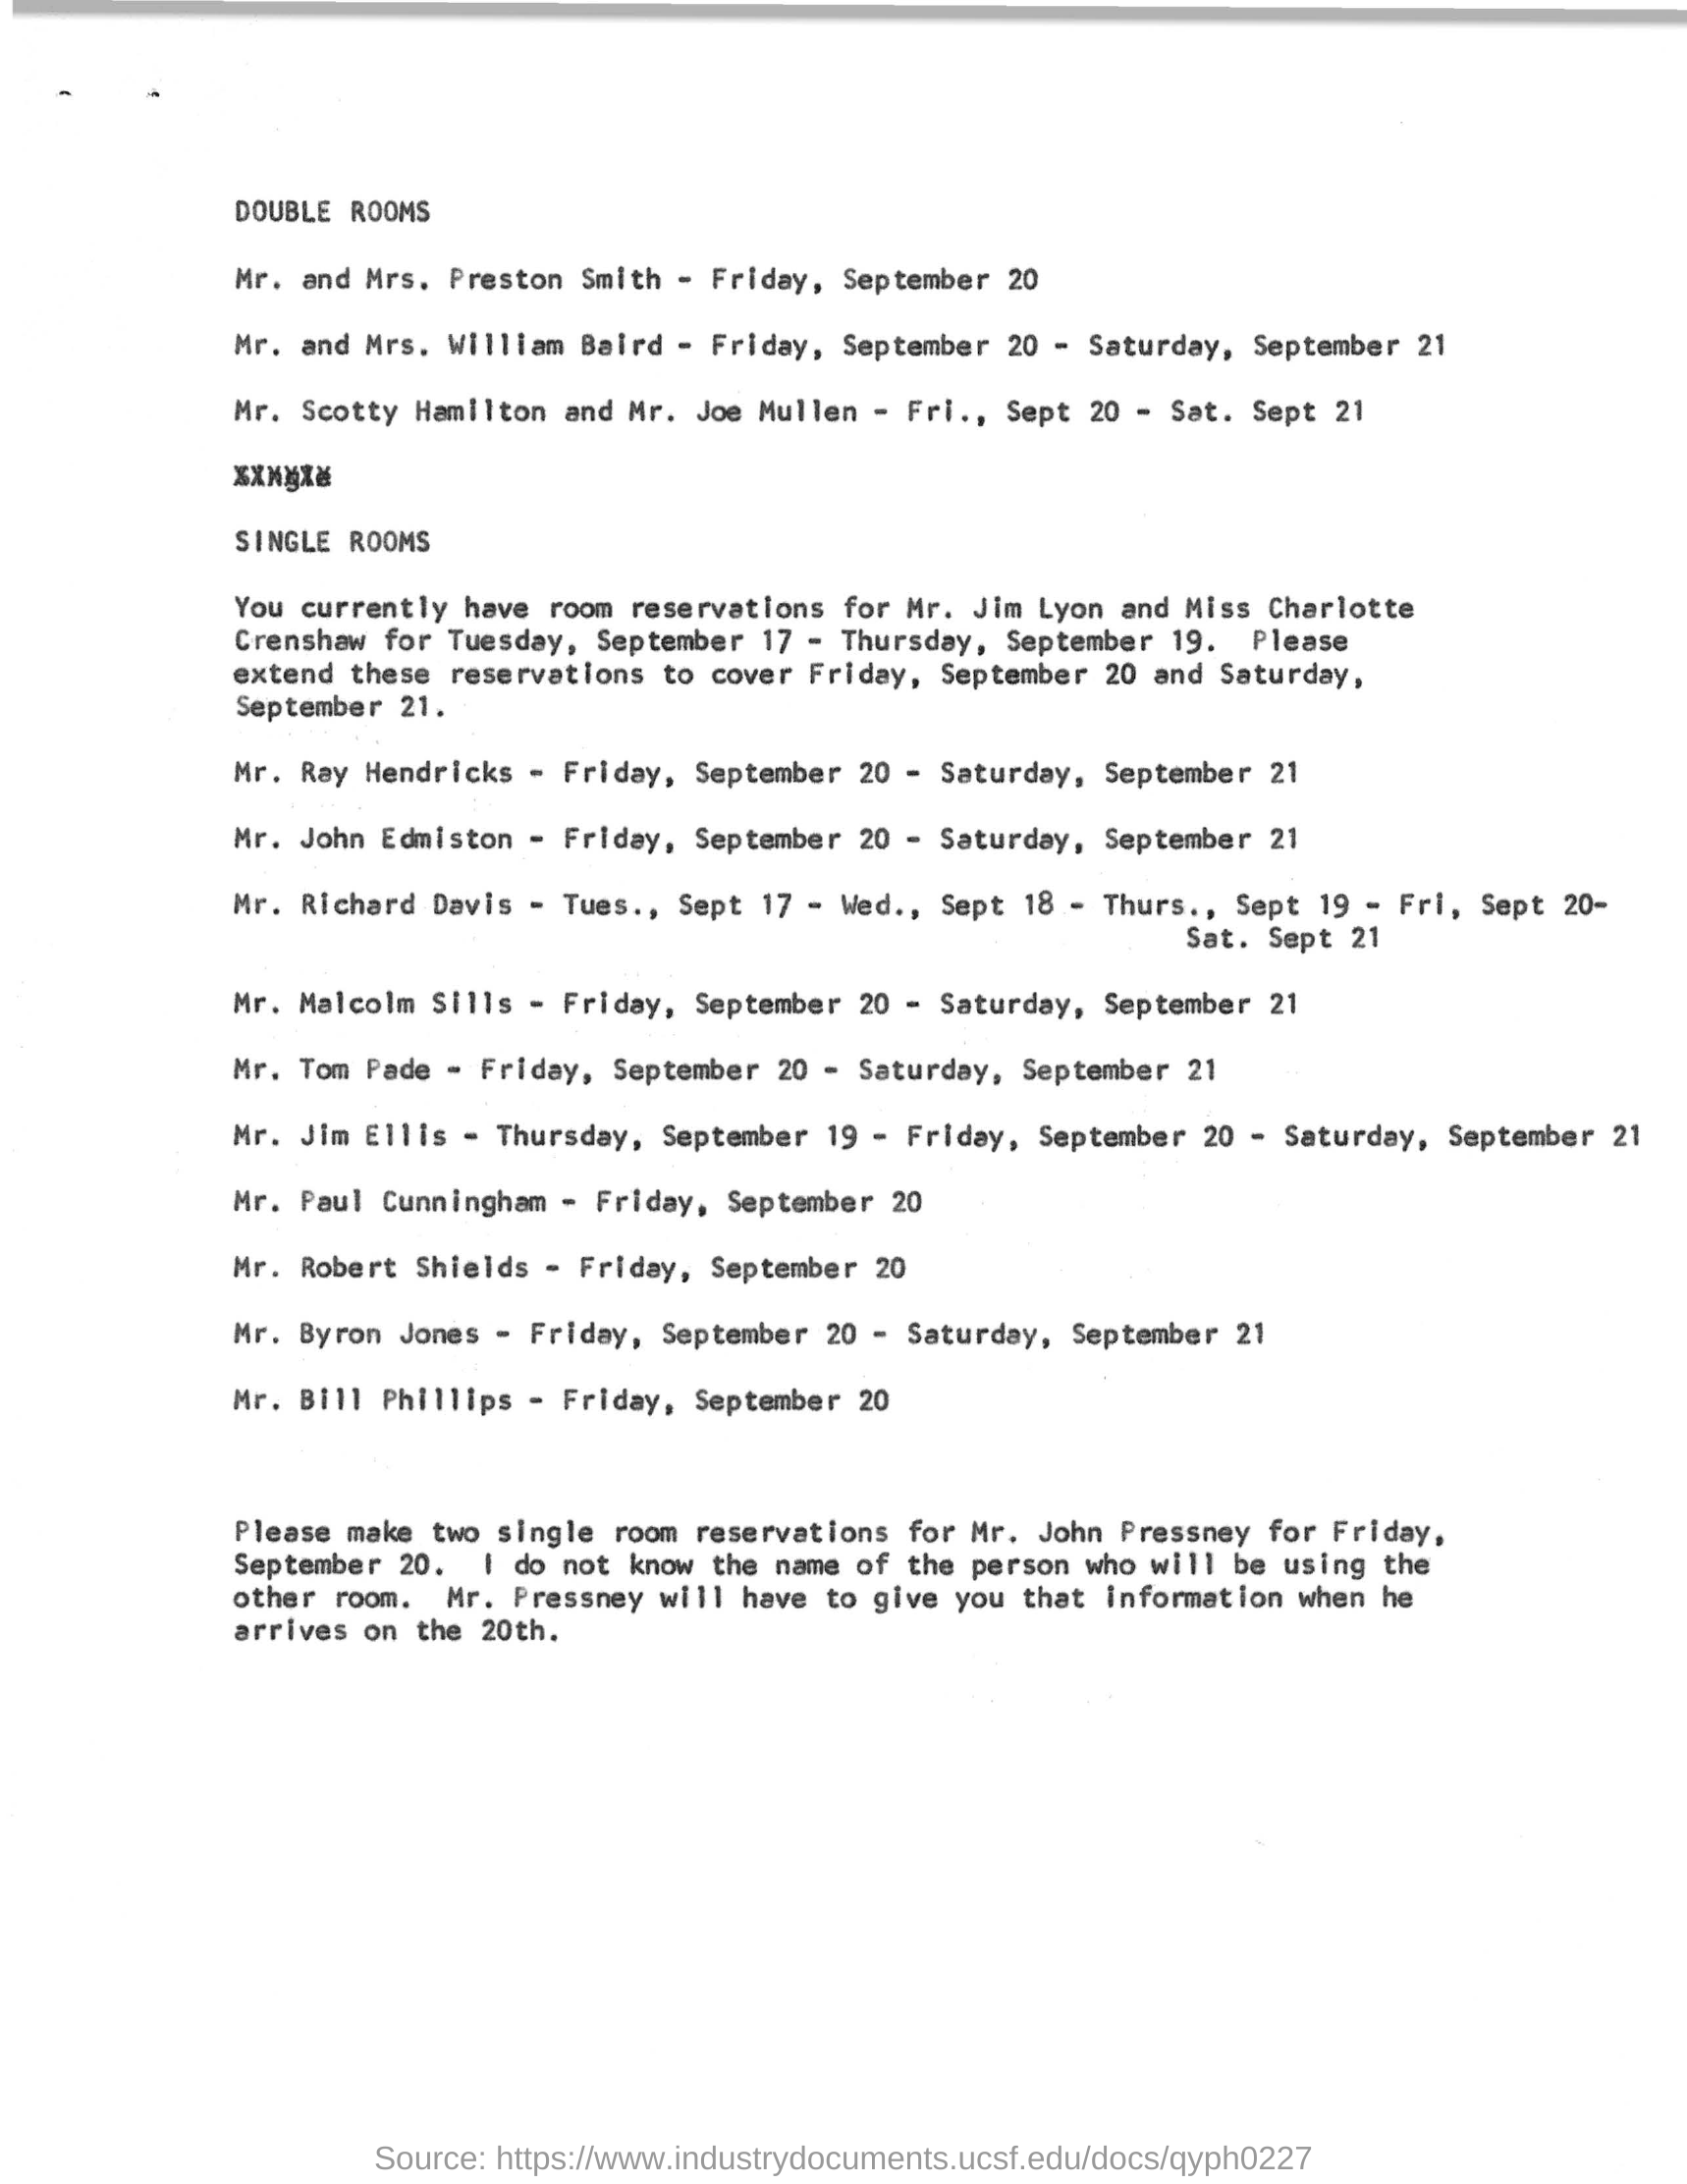 DOUBLE ROOMS
Mr. and Mrs. Preston Smith - Friday, September 20
Mr. and Mrs. William Baird - Friday, September 20 - Saturday, September 21
Mr. Scotty Hamilton and Mr. Joe Mullen - Fri., Sept 20 - Sat. Sept 21
SINGLE ROOMS
You currently have room reservations for Mr. Jim Lyon and Miss Charlotte
Crenshaw for Tuesday, September 17 - Thursday, September 19. Please
extend these reservations to cover Friday, September 20 and Saturday,
September 21.
Mr. Ray Hendricks - Friday, September 20 - Saturday, September 21
Mr. John Edmiston - Friday, September 20 - Saturday, September 21
Mr. Richard Davis - Tues., Sept 17 - Wed., Sept 18 - Thurs., Sept 19 - Fri, Sept 20-
Sat. Sept 21
Mr. Malcolm Sills - Friday, September 20 - Saturday, September 21
Mr. Tom Pade - Friday, September 20 - Saturday, September 21
Mr. Jim Ellis - Thursday, September 19 - Friday, September 20 - Saturday, September 21
Mr. Paul Cunningham - Friday, September 20
Mr. Robert Shields - Friday, September 20
Mr. Byron Jones - Friday, September 20 - Saturday, September 21
Mr. Bill Phillips - Friday, September 20
Please make two single room reservations for Mr. John Pressney for Friday,
September 20. I do not know the name of the person who will be using the
other room. Mr. Pressney will have to give you that information when he
arrives on the 20th.
Source: https://www.industrydocuments.ucsf.edu/docs/qyph0227